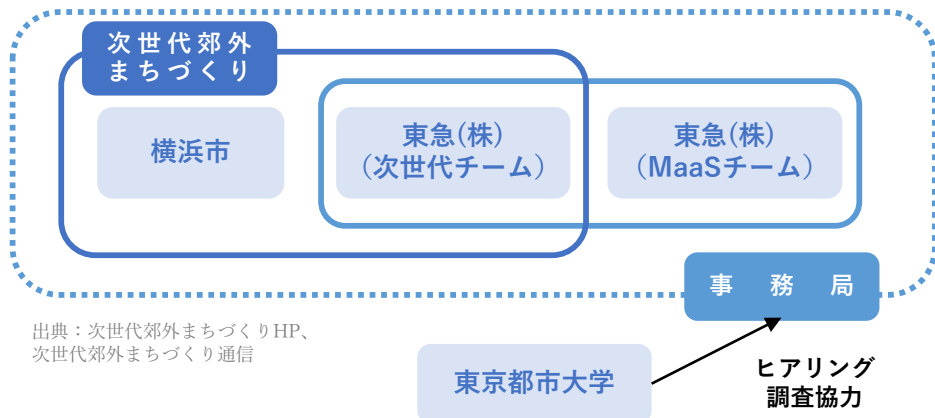 次世代郊外
まちづくり
横浜市
東急(株)
(次世代チーム)
東急(株)
(MaaSチーム)
事務局
出典：次世代郊外まちづくりHP、
次世代郊外まちづくり通信
東京都市大学
ヒアリング
調査協力